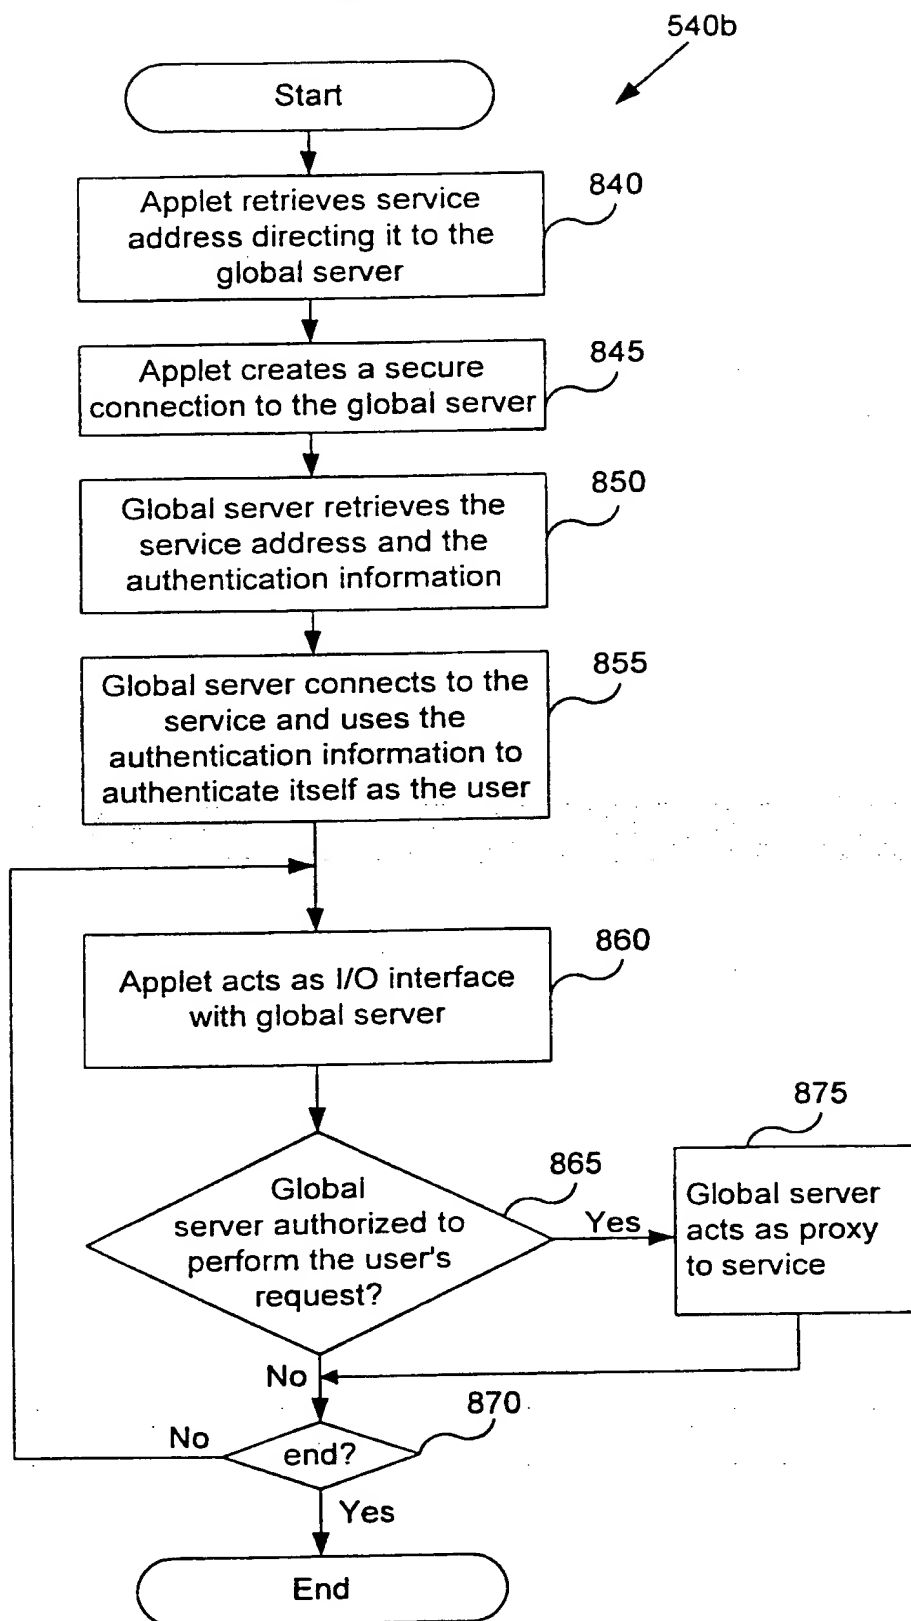 540b
Start
840
Applet retrieves service
address directing it to the
global server
845
Applet creates a secure
connection to the global server
850
Global server retrieves the
service address and the
authentication information
855
Global server connects to the
service and uses the
authentication information to
authenticate itself as the user
860
Applet acts as I/O interface
with global server
875
865
Global
server authorized to
perform the user's
request?
Yes
Global server
acts as proxy
to service
No
870
No
end?
Yes
End